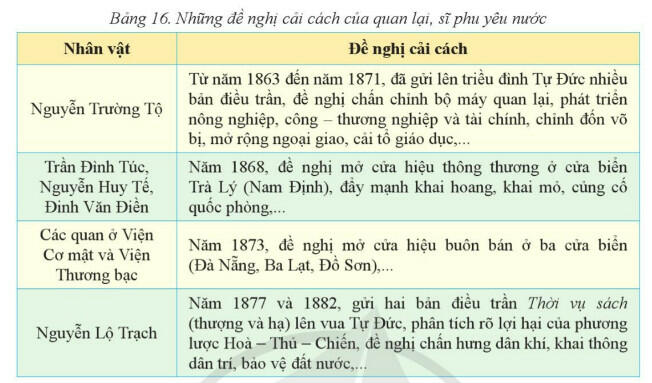 Bảng 16. Những đề nghị cải cách của quan lại, sĩ phu yêu nước
Nhân vật
Đề nghị cải cách
Nguyễn Trường Tộ
Từ năm 1863 đến năm 1871, đã gửi lên triều đình Tự Đức nhiều
bản điều trần, đề nghị chấn chỉnh bộ máy quan lại, phát triển
nông nghiệp, công – thương nghiệp và tài chính, chỉnh đốn võ
bị, mở rộng ngoại giao, cải tổ giáo dục,...
Trần Đình Túc,
Nguyễn Huy Tế,
Đinh Văn Điền
Năm 1868, đề nghị mở cửa hiệu thông thương ở cửa biển
Trà Lý (Nam Định), đẩy mạnh khai hoang, khai mỏ, củng cố
quốc phòng,...
Các quan ở Viện
Cơ mật và Viện
Thương bạc
Năm 1873, đề nghị mở cửa hiệu buôn bán ở ba cửa biển
(Đà Nẵng, Ba Lạt, Đồ Sơn),...
Nguyễn Lộ Trạch
Năm 1877 và 1882, gửi hai bản điều trần Thời vụ sách
(thượng và hạ) lên vua Tự Đức, phân tích rõ lợi hại của phương
lược Hoà – Thủ – Chiến, đề nghị chấn hưng dân khí, khai thông
dân trí, bảo vệ đất nước,...